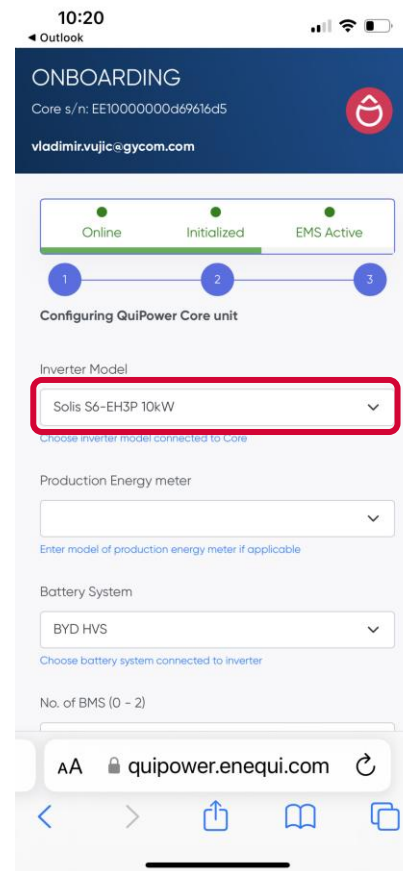 10:20
◄ Outlook
ONBOARDING
Core s/n: EE10000000d69616d5
vladimir.vujic@gycom.com
Online Initialized EMS Active
1 2 3
Configuring QuiPower Core unit
Inverter Model
Solis S6-EH3P 10kW
Choose inverter model connected to Core
Production Energy meter
Enter model of production energy meter if applicable
Battery System
BYD HVS
Choose battery system connected to inverter
No. of BMS (0 - 2)
AA quipower.enequi.com